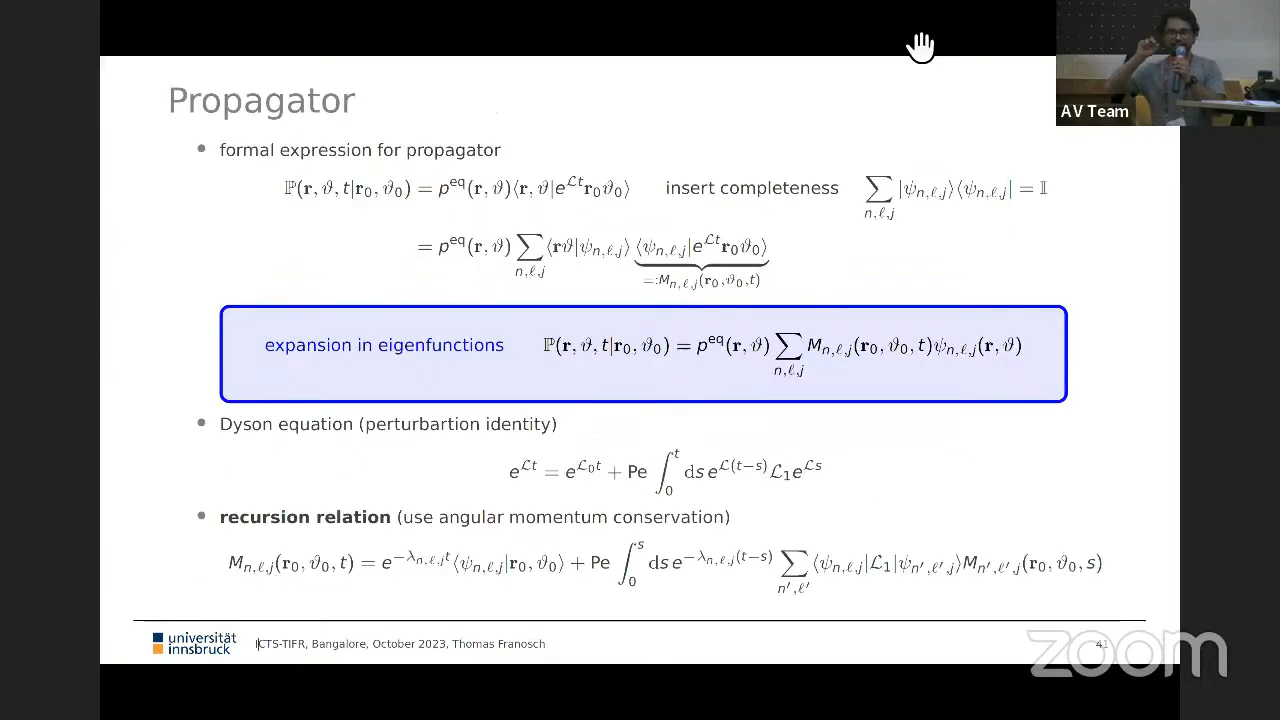 AV Team
Propagator
• formal expression for propagator
ℙ(𝐫, ϑ, t|𝐫₀, ϑ₀) = p^eq(𝐫, ϑ)⟨𝐫, ϑ|e^{ℒt}𝐫₀ϑ₀⟩ insert completeness ∑_{n,ℓ,j} |ψ_{n,ℓ,j}⟩⟨ψ_{n,ℓ,j}| = 𝕀
= p^eq(𝐫, ϑ) ∑_{n,ℓ,j} ⟨𝐫ϑ|ψ_{n,ℓ,j}⟩ ⟨ψ_{n,ℓ,j}|e^{ℒt}𝐫₀ϑ₀⟩
=:M_{n,ℓ,j}(𝐫₀,ϑ₀,t)
expansion in eigenfunctions ℙ(𝐫, ϑ, t|𝐫₀, ϑ₀) = p^eq(𝐫, ϑ) ∑_{n,ℓ,j} M_{n,ℓ,j}(𝐫₀, ϑ₀, t)ψ_{n,ℓ,j}(𝐫, ϑ)
• Dyson equation (perturbartion identity)
e^{ℒt} = e^{ℒ₀t} + Pe ∫₀^t ds e^{ℒ(t−s)}ℒ₁e^{ℒs}
• recursion relation (use angular momentum conservation)
M_{n,ℓ,j}(𝐫₀, ϑ₀, t) = e^{−λ_{n,ℓ,j}t}⟨ψ_{n,ℓ,j}|𝐫₀, ϑ₀⟩ + Pe ∫₀^s ds e^{−λ_{n,ℓ,j}(t−s)} ∑_{n′,ℓ′} ⟨ψ_{n,ℓ,j}|ℒ₁|ψ_{n′,ℓ′,j}⟩M_{n′,ℓ′,j}(𝐫₀, ϑ₀, s)
universität
innsbruck
ICTS-TIFR, Bangalore, October 2023, Thomas Franosch
41
zoom